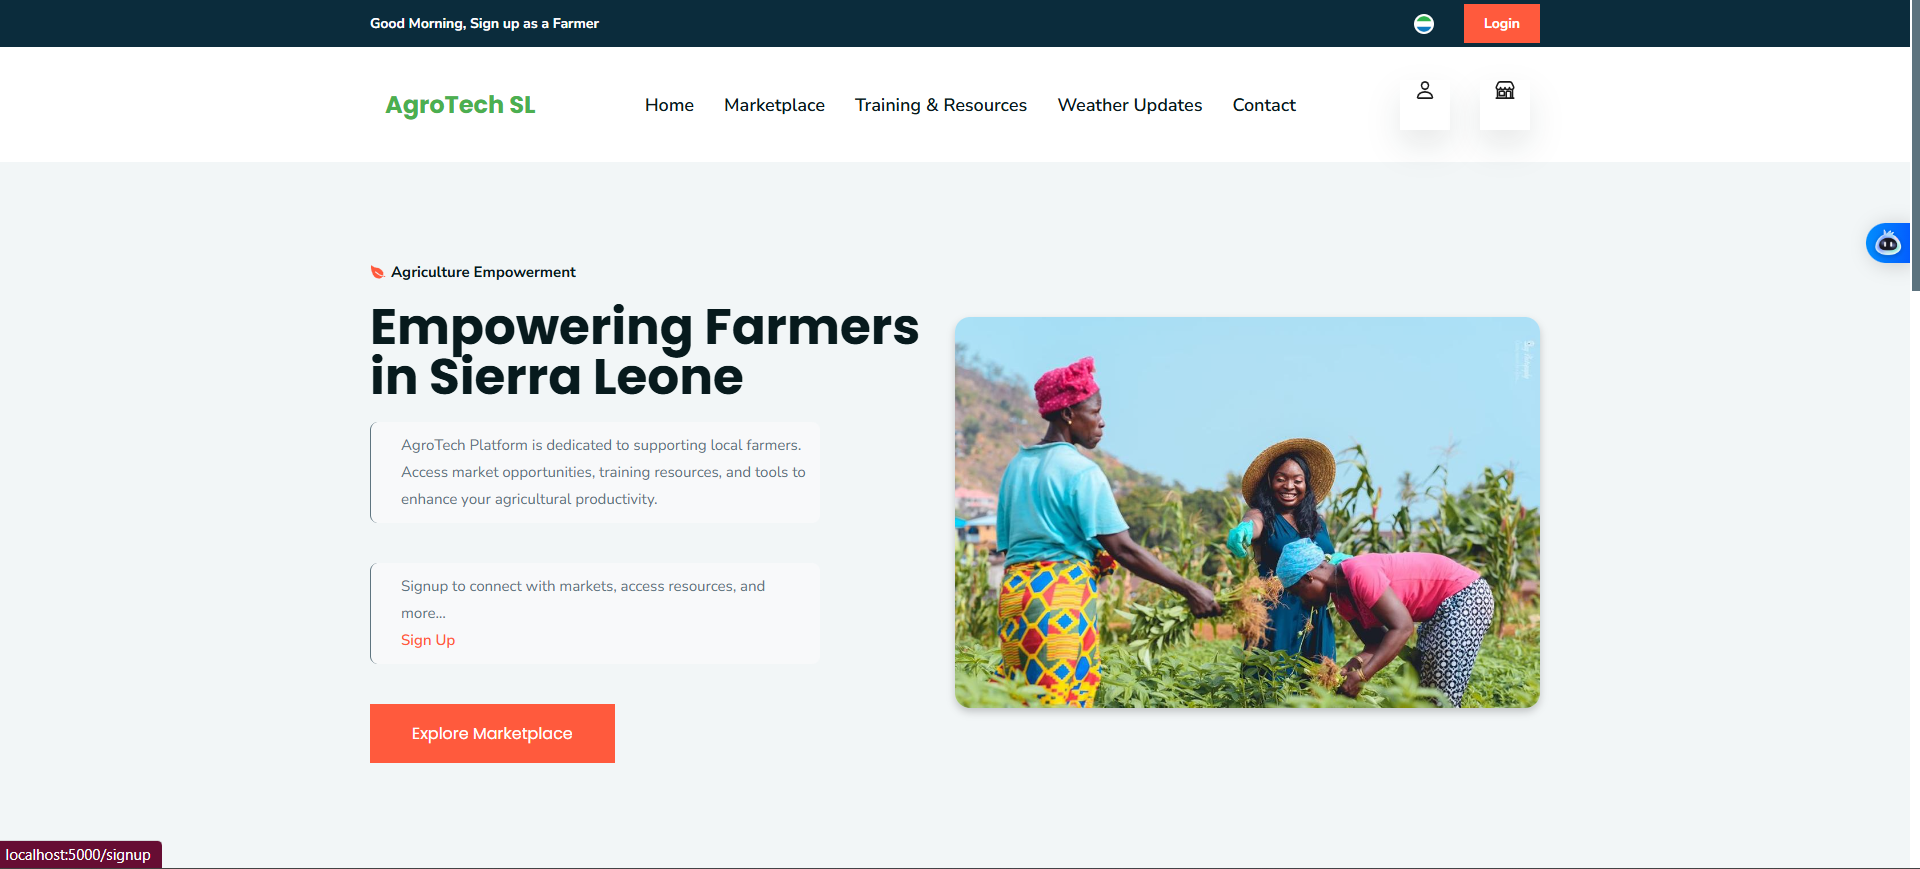 Good Morning, Sign up as a Farmer
Login
AgroTech SL
Home
Marketplace
Training & Resources
Weather Updates
Contact
Agriculture Empowerment
Empowering Farmers
in Sierra Leone
AgroTech Platform is dedicated to supporting local farmers.
Access market opportunities, training resources, and tools to
enhance your agricultural productivity.
Signup to connect with markets, access resources, and
more...
Sign Up
Explore Marketplace
localhost:5000/signup